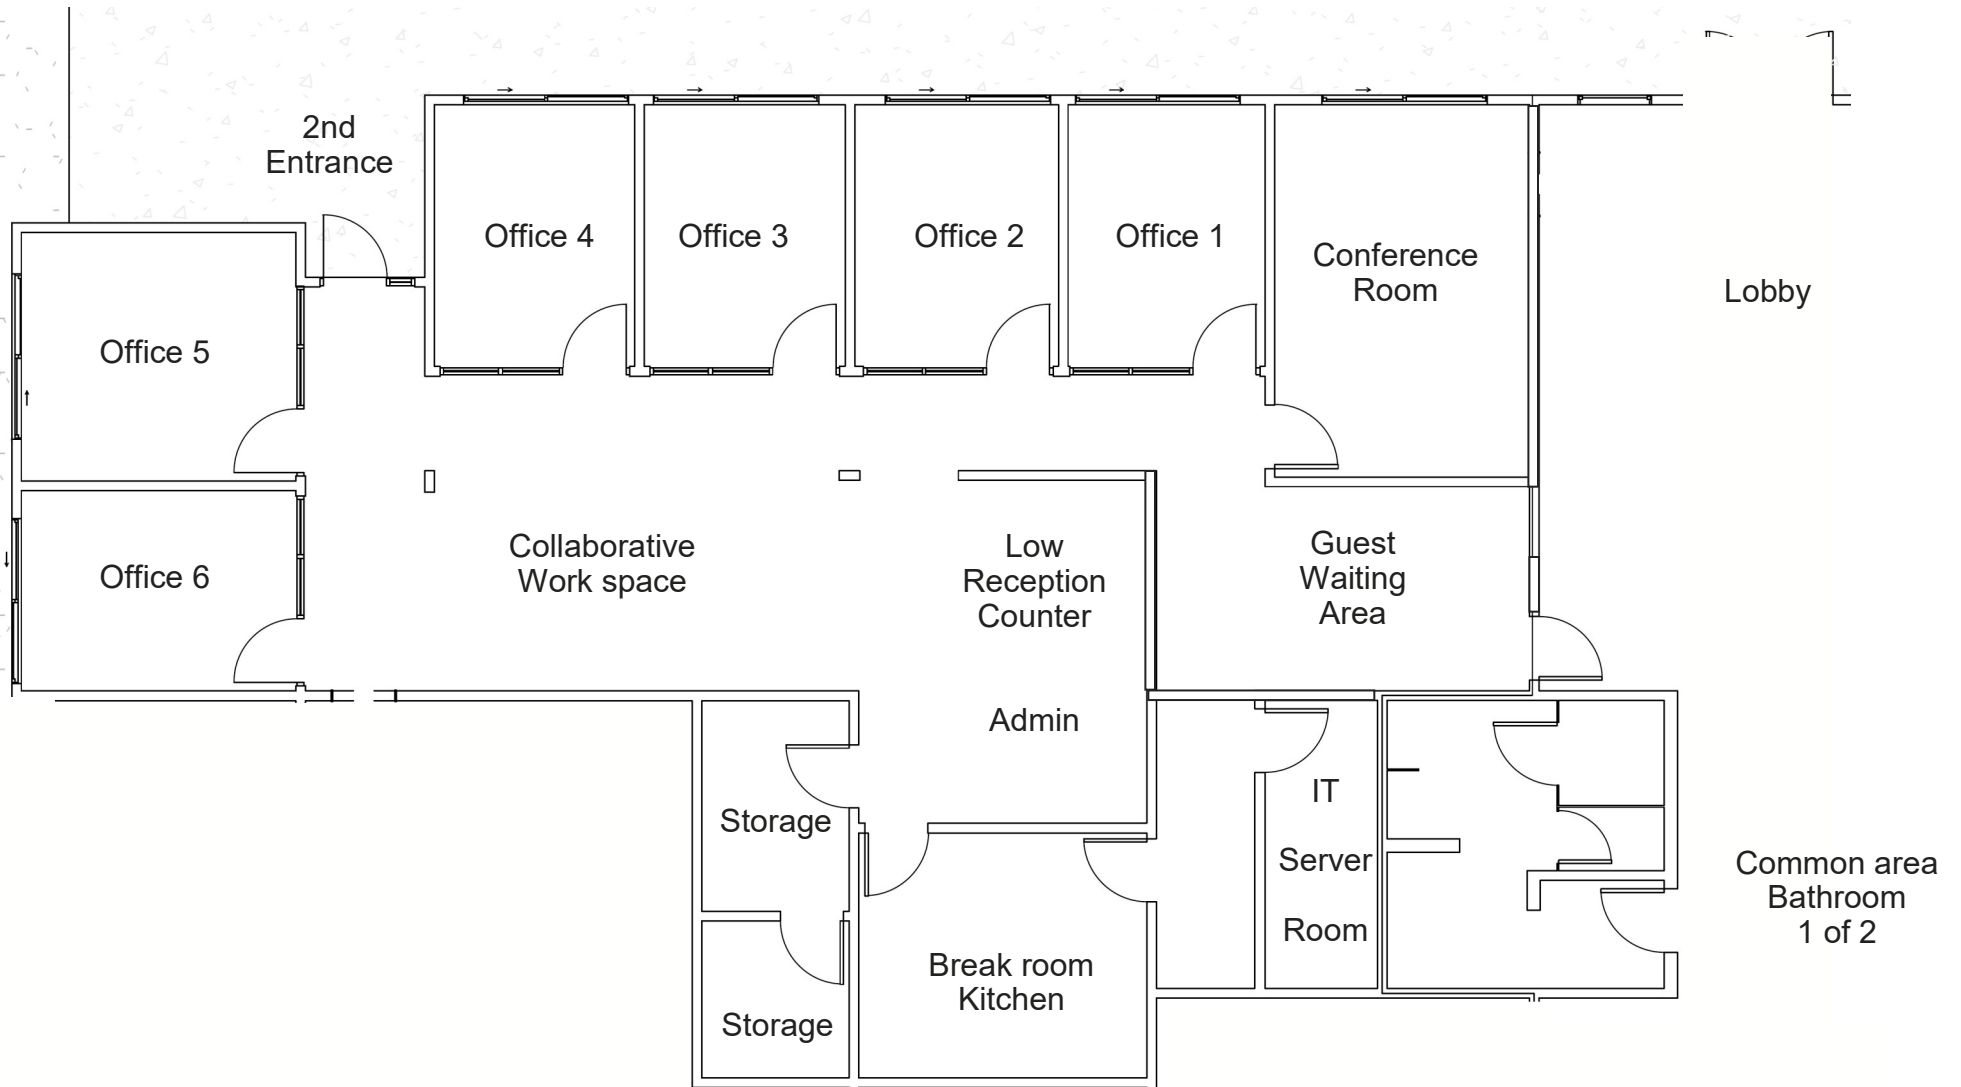 2nd
Entrance
Office 4
Office 3
Office 2
Office 1
Conference
Room
Lobby
Office 5
Office 6
Collaborative
Work space
Low
Reception
Counter
Guest
Waiting
Area
Admin
Storage
IT
Server
Room
Common area
Bathroom
1 of 2
Break room
Kitchen
Storage